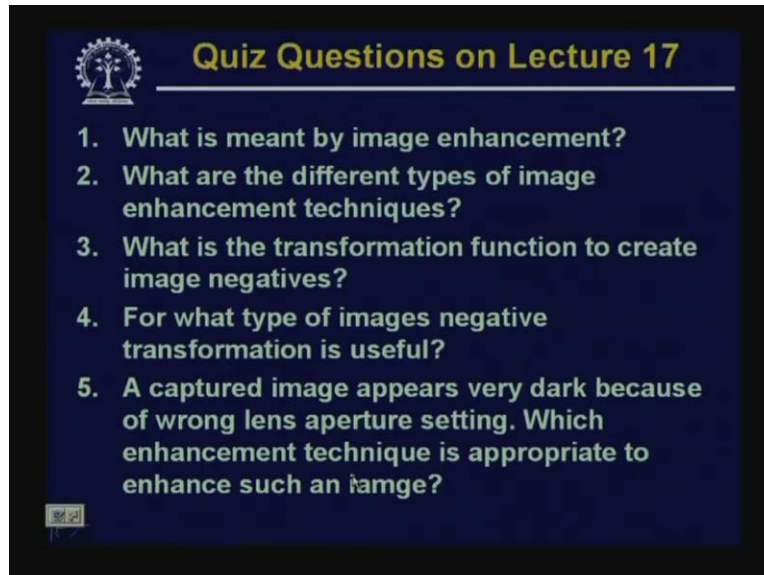 Quiz Questions on Lecture 17
1. What is meant by image enhancement?
2. What are the different types of image
enhancement techniques?
3. What is the transformation function to create
image negatives?
4. For what type of images negative
transformation is useful?
5. A captured image appears very dark because
of wrong lens aperture setting. Which
enhancement technique is appropriate to
enhance such an iamge?